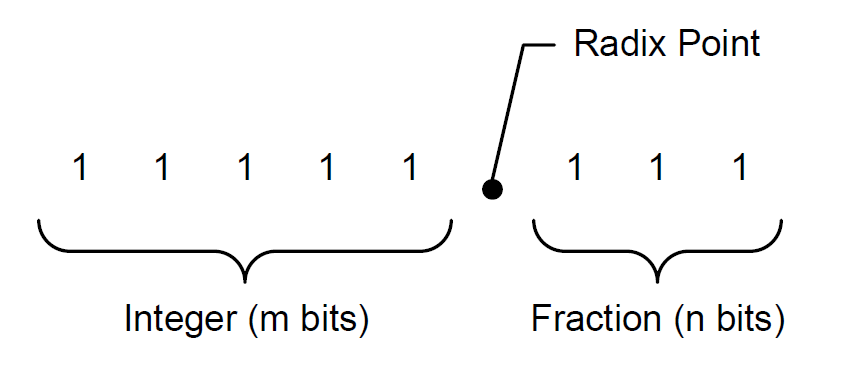 Radix Point
1 1 1 1 1 1 1 1
Integer (m bits) Fraction (n bits)